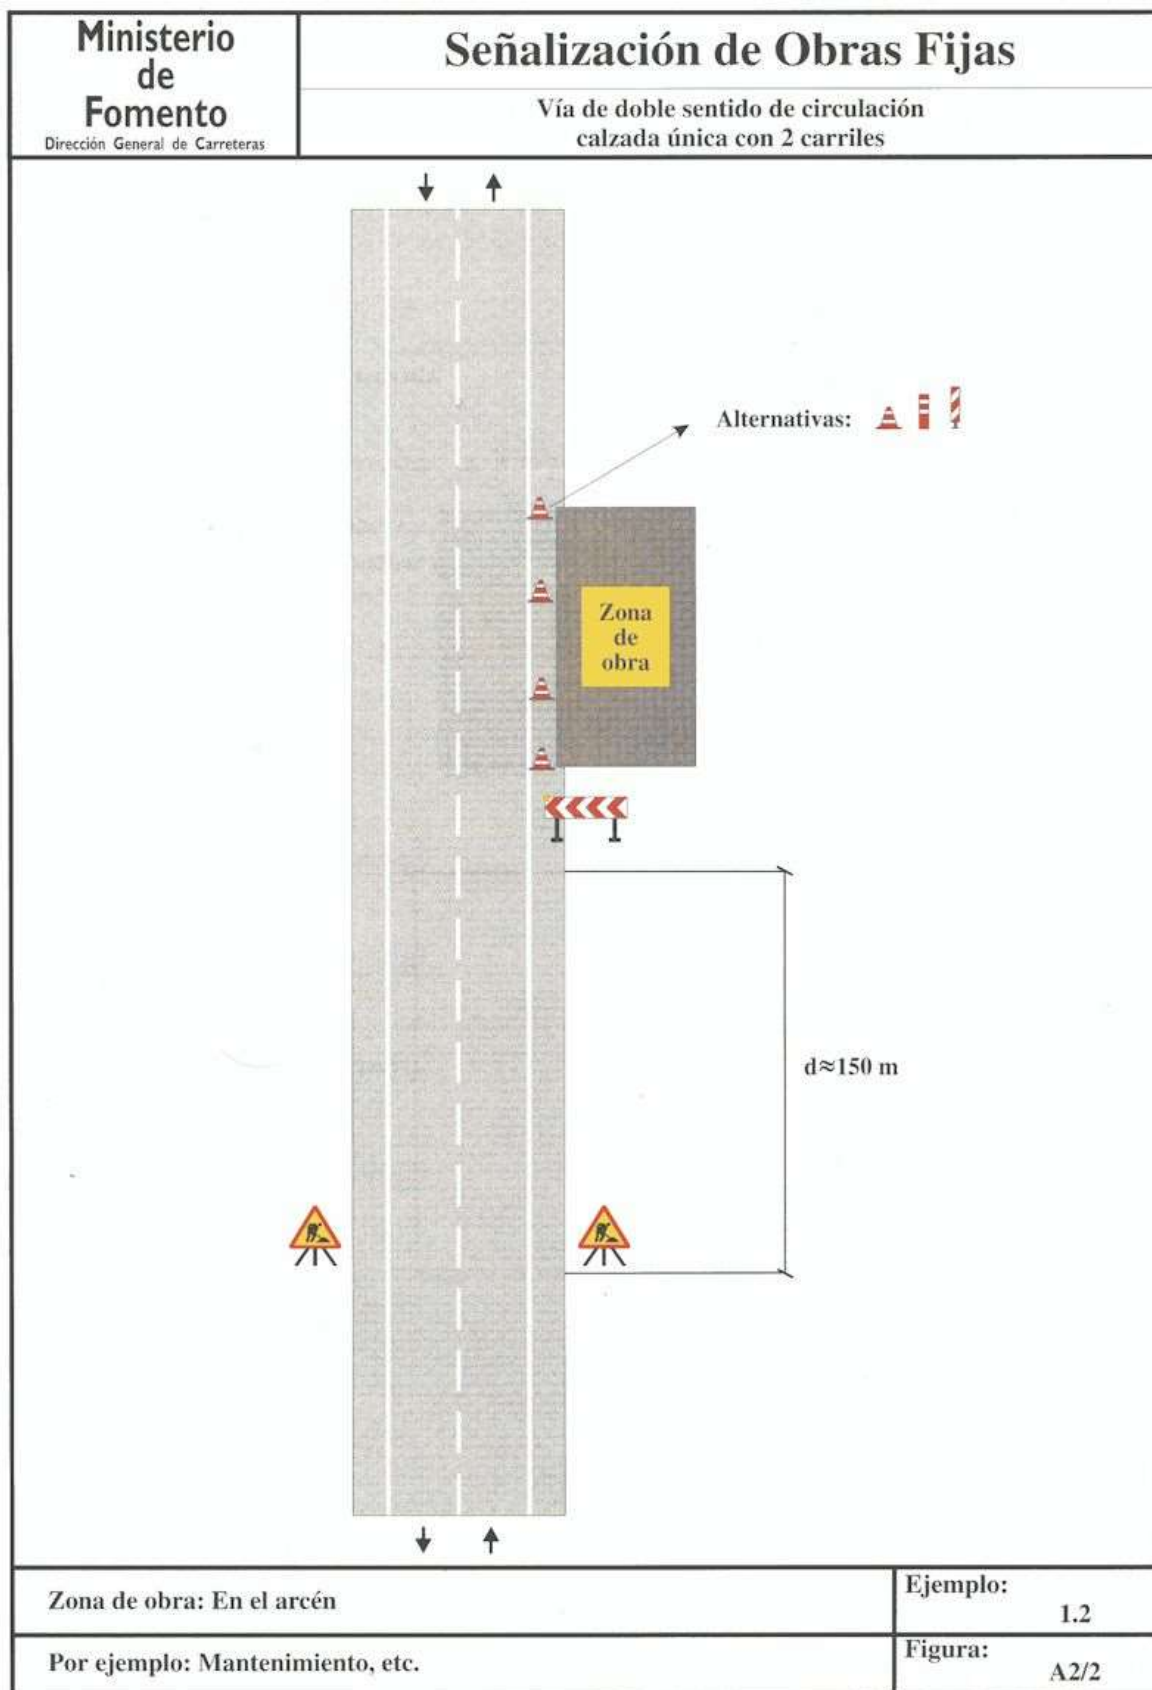 Ministerio
de
Fomento
Dirección General de Carreteras
Señalización de Obras Fijas
Vía de doble sentido de circulación
calzada única con 2 carriles
Alternativas:
Zona
de
obra
d≈150 m
Zona de obra: En el arcén
Ejemplo:
1.2
Por ejemplo: Mantenimiento, etc.
Figura:
A2/2